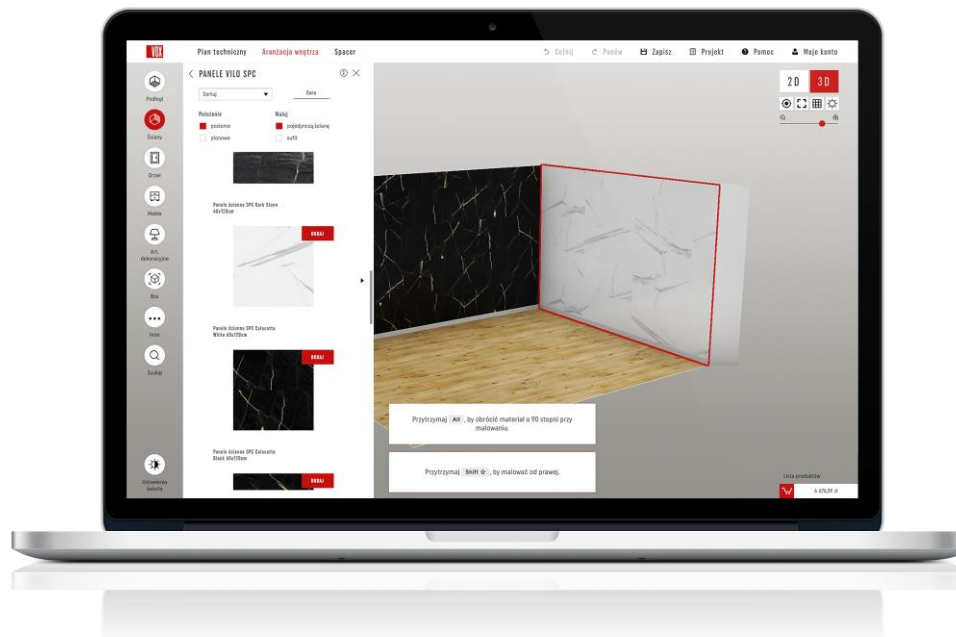 VOX
Plan techniczny
Aranżacja wnętrza
Spacer
Cofnij
Ponów
Zapisz
Projekt
Pomoc
Moje konto
PANELE VILO SPC
Sortuj
Cena
Położenie
Maluj
poziome
pojedynczą ścianę
pionowe
sufit
Panele ścienne SPC Dark Stone
60x120cm
DODAJ
Panele ścienne SPC Calacatta
White 60x120cm
DODAJ
Panele ścienne SPC Calacatta
Black 60x120cm
DODAJ
Podłogi
Ściany
Drzwi
Meble
Art.
dekoracyjne
Box
Inne
Szukaj
Ustawienia
światła
2D
3D
Przytrzymaj Alt , by obrócić materiał o 90 stopni przy
malowaniu.
Przytrzymaj Shift ⇧ , by malować od prawej.
Lista produktów